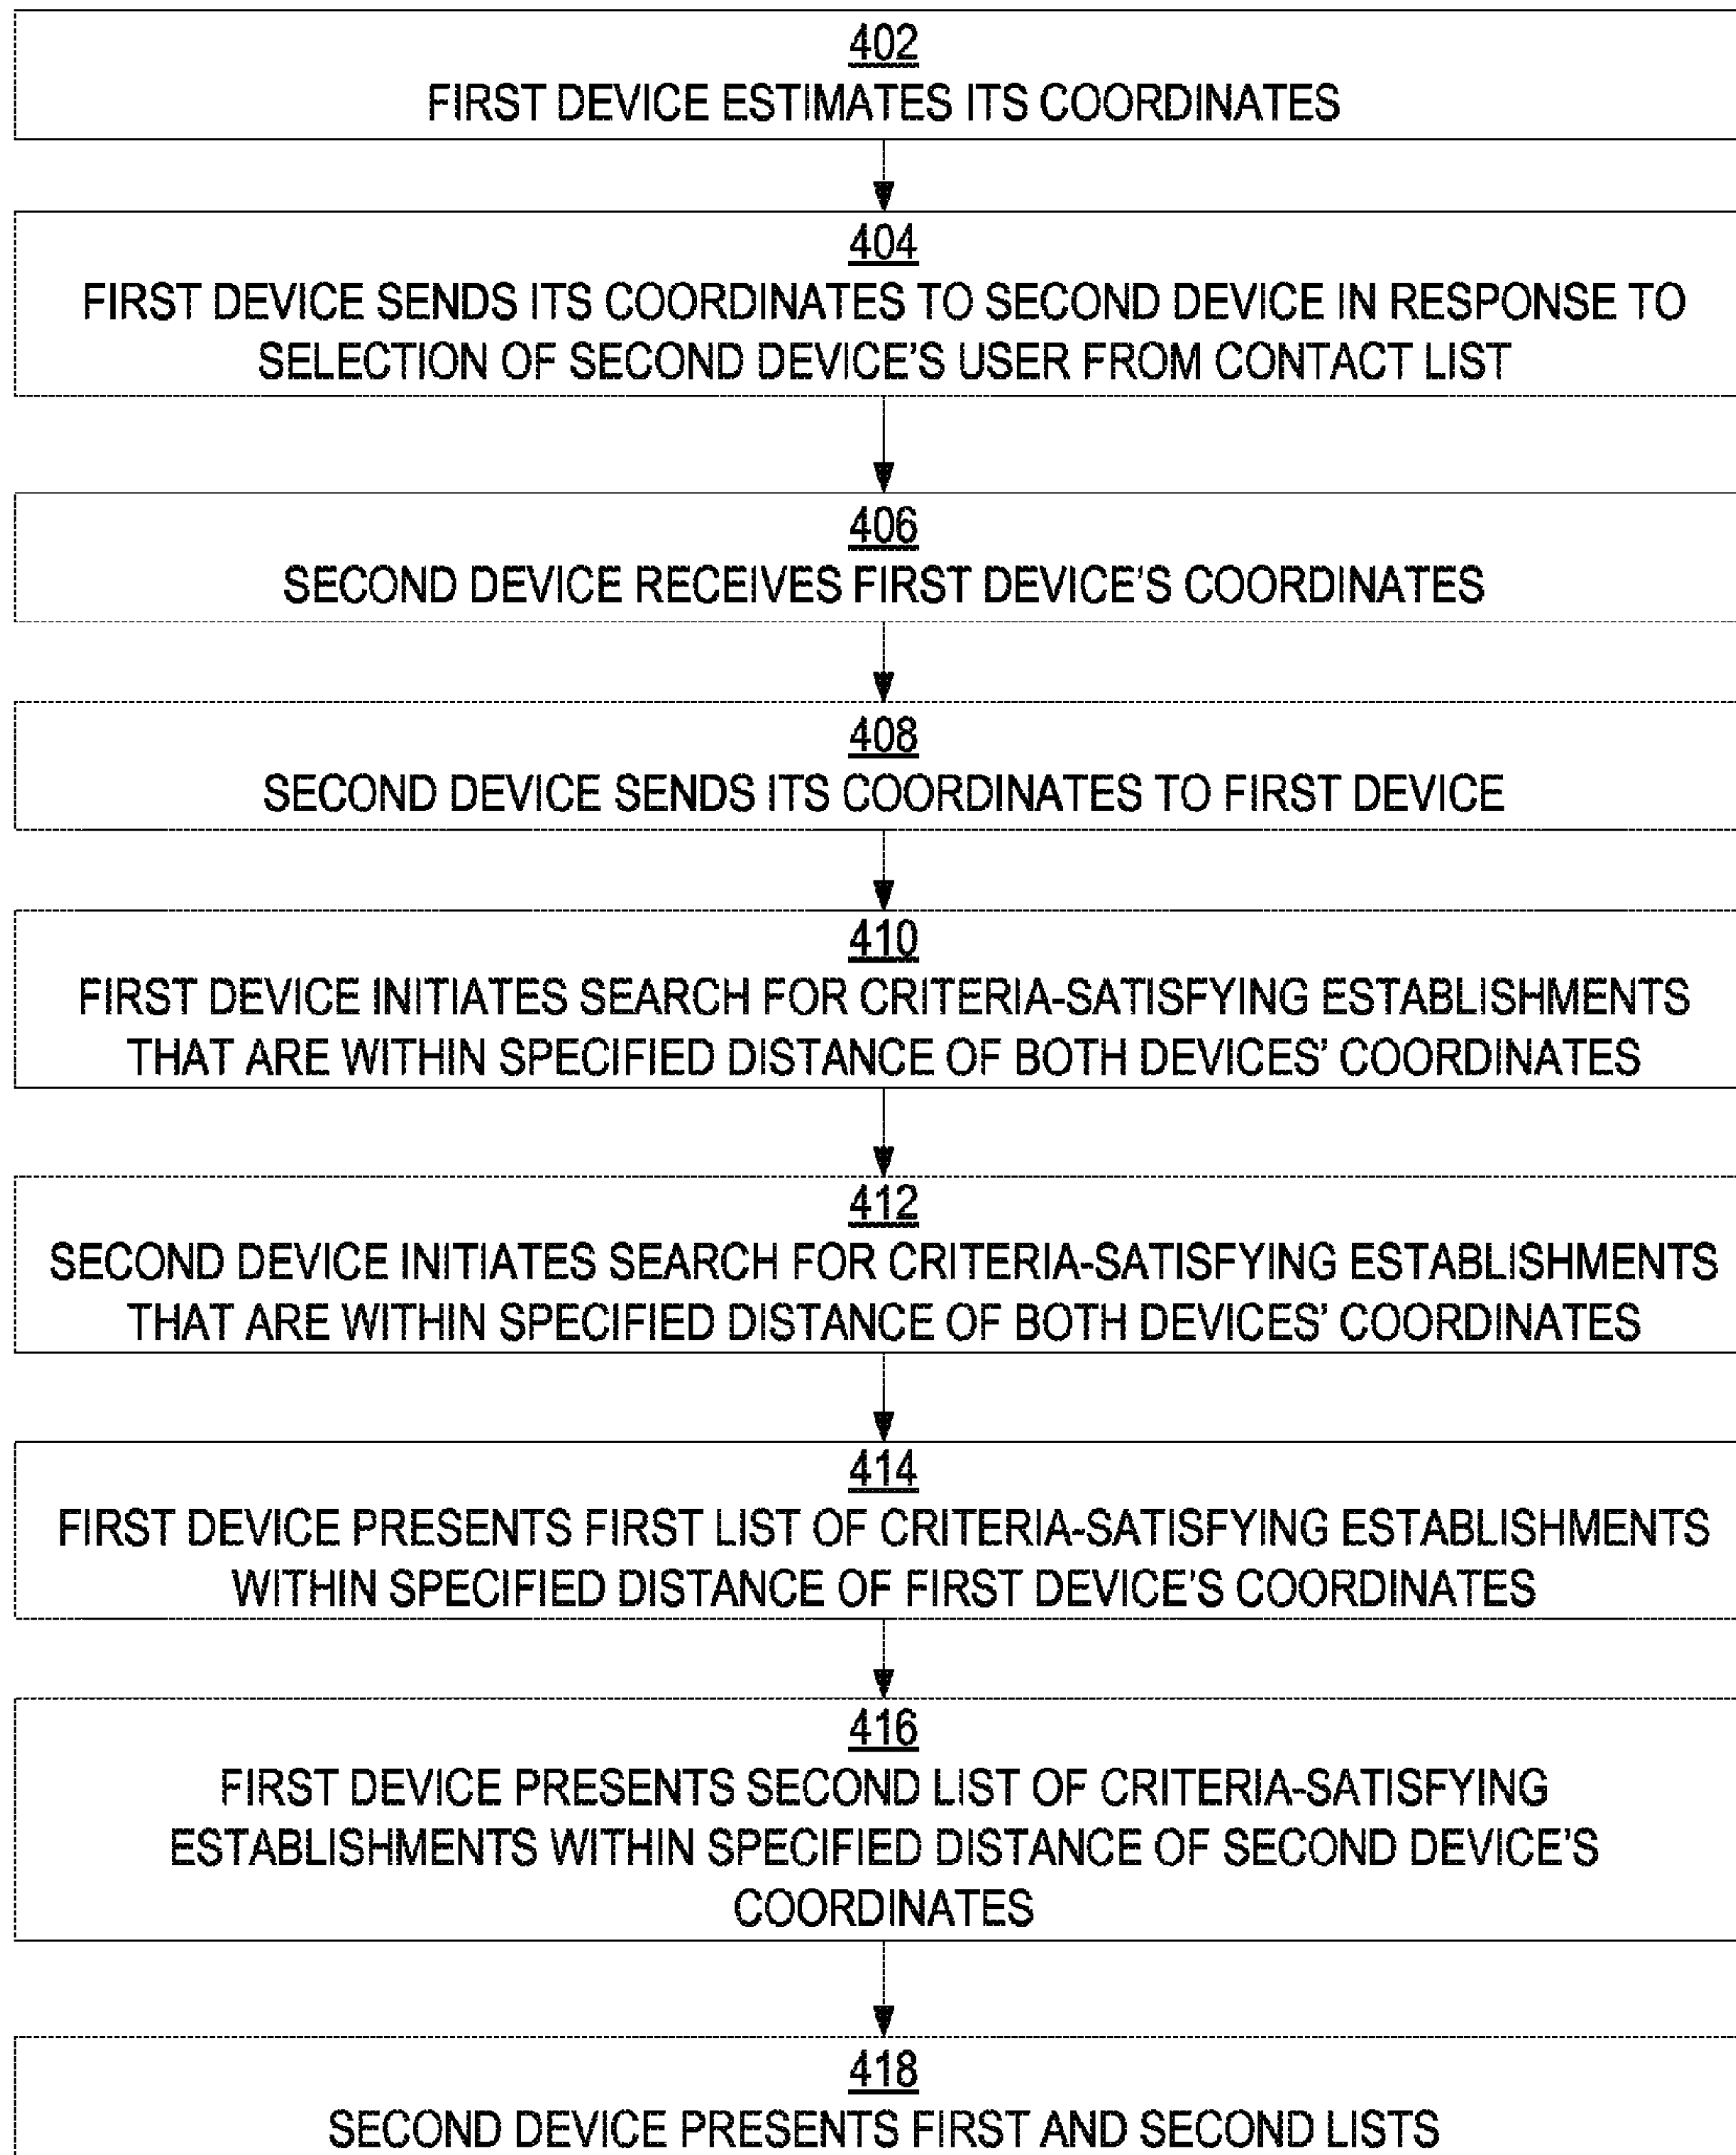 402
FIRST DEVICE ESTIMATES ITS COORDINATES
404
FIRST DEVICE SENDS ITS COORDINATES TO SECOND DEVICE IN RESPONSE TO
SELECTION OF SECOND DEVICE'S USER FROM CONTACT LIST
406
SECOND DEVICE RECEIVES FIRST DEVICE'S COORDINATES
408
SECOND DEVICE SENDS ITS COORDINATES TO FIRST DEVICE
410
FIRST DEVICE INITIATES SEARCH FOR CRITERIA-SATISFYING ESTABLISHMENTS
THAT ARE WITHIN SPECIFIED DISTANCE OF BOTH DEVICES' COORDINATES
412
SECOND DEVICE INITIATES SEARCH FOR CRITERIA-SATISFYING ESTABLISHMENTS
THAT ARE WITHIN SPECIFIED DISTANCE OF BOTH DEVICES' COORDINATES
414
FIRST DEVICE PRESENTS FIRST LIST OF CRITERIA-SATISFYING ESTABLISHMENTS
WITHIN SPECIFIED DISTANCE OF FIRST DEVICE'S COORDINATES
416
FIRST DEVICE PRESENTS SECOND LIST OF CRITERIA-SATISFYING
ESTABLISHMENTS WITHIN SPECIFIED DISTANCE OF SECOND DEVICE'S
COORDINATES
418
SECOND DEVICE PRESENTS FIRST AND SECOND LISTS